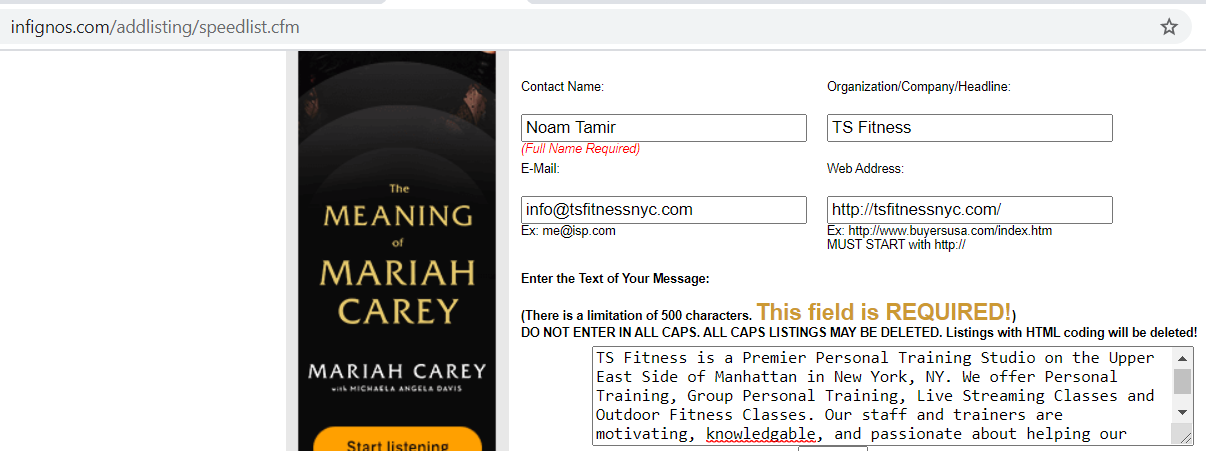 infignos.com/addlisting/speedlist.cfm
The
MEANING
of
MARIAH
CAREY
MARIAH CAREY
with MICHAELA ANGELA DAVIS
Start listening
Contact Name:
Organization/Company/Headline:
Noam Tamir
TS Fitness
(Full Name Required)
E-Mail:
Web Address:
info@tsfitnessnyc.com
http://tsfitnessnyc.com/
Ex: me@isp.com
Ex: http://www.buyersusa.com/index.htm
MUST START with http://
Enter the Text of Your Message:
(There is a limitation of 500 characters. This field is REQUIRED!)
DO NOT ENTER IN ALL CAPS. ALL CAPS LISTINGS MAY BE DELETED. Listings with HTML coding will be deleted!
TS Fitness is a Premier Personal Training Studio on the Upper
East Side of Manhattan in New York, NY. We offer Personal
Training, Group Personal Training, Live Streaming Classes and
Outdoor Fitness Classes. Our staff and trainers are
motivating, knowledgable, and passionate about helping our